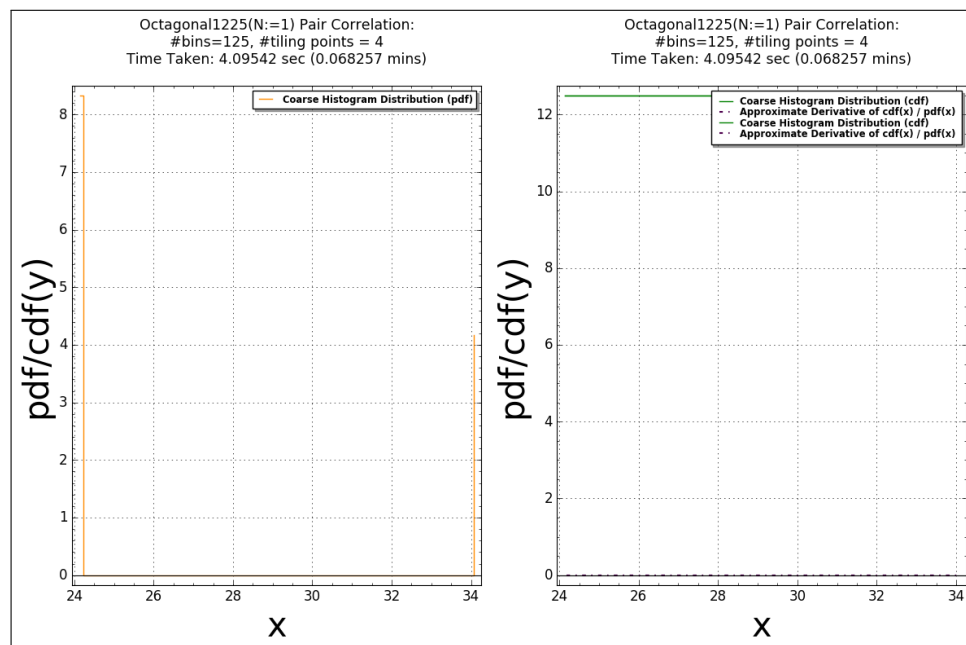 Octagonal1225(N:=1) Pair Correlation:
#bins=125, #tiling points = 4
Time Taken: 4.09542 sec (0.068257 mins)
Coarse Histogram Distribution (pdf)
pdf/cdf(y)
8
7
6
5
4
3
2
1
0
24
26
28
30
32
34
x
Octagonal1225(N:=1) Pair Correlation:
#bins=125, #tiling points = 4
Time Taken: 4.09542 sec (0.068257 mins)
Coarse Histogram Distribution (cdf)
Approximate Derivative of cdf(x) / pdf(x)
Coarse Histogram Distribution (cdf)
Approximate Derivative of cdf(x) / pdf(x)
pdf/cdf(y)
12
10
8
6
4
2
0
24
26
28
30
32
34
x